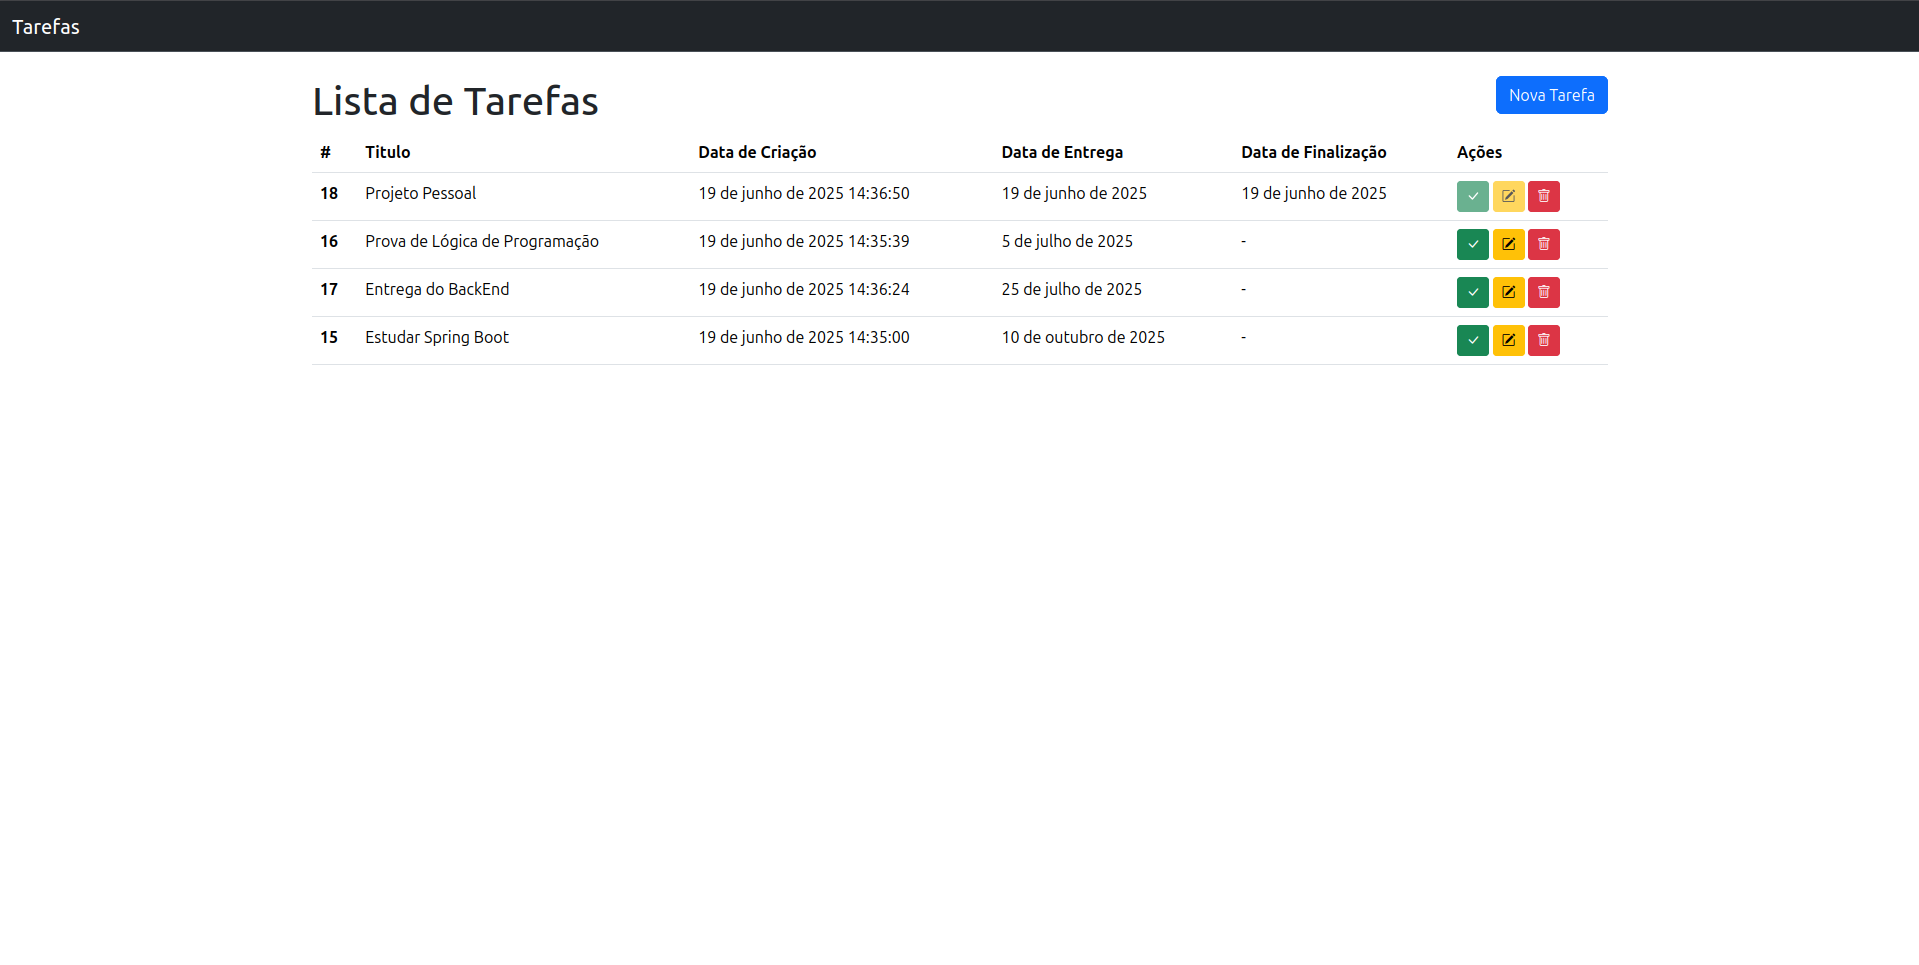 Tarefas
Lista de Tarefas
Nova Tarefa
# Titulo Data de Criação Data de Entrega Data de Finalização Ações
18 Projeto Pessoal 19 de junho de 2025 14:36:50 19 de junho de 2025 19 de junho de 2025
16 Prova de Lógica de Programação 19 de junho de 2025 14:35:39 5 de julho de 2025 -
17 Entrega do BackEnd 19 de junho de 2025 14:36:24 25 de julho de 2025 -
15 Estudar Spring Boot 19 de junho de 2025 14:35:00 10 de outubro de 2025 -